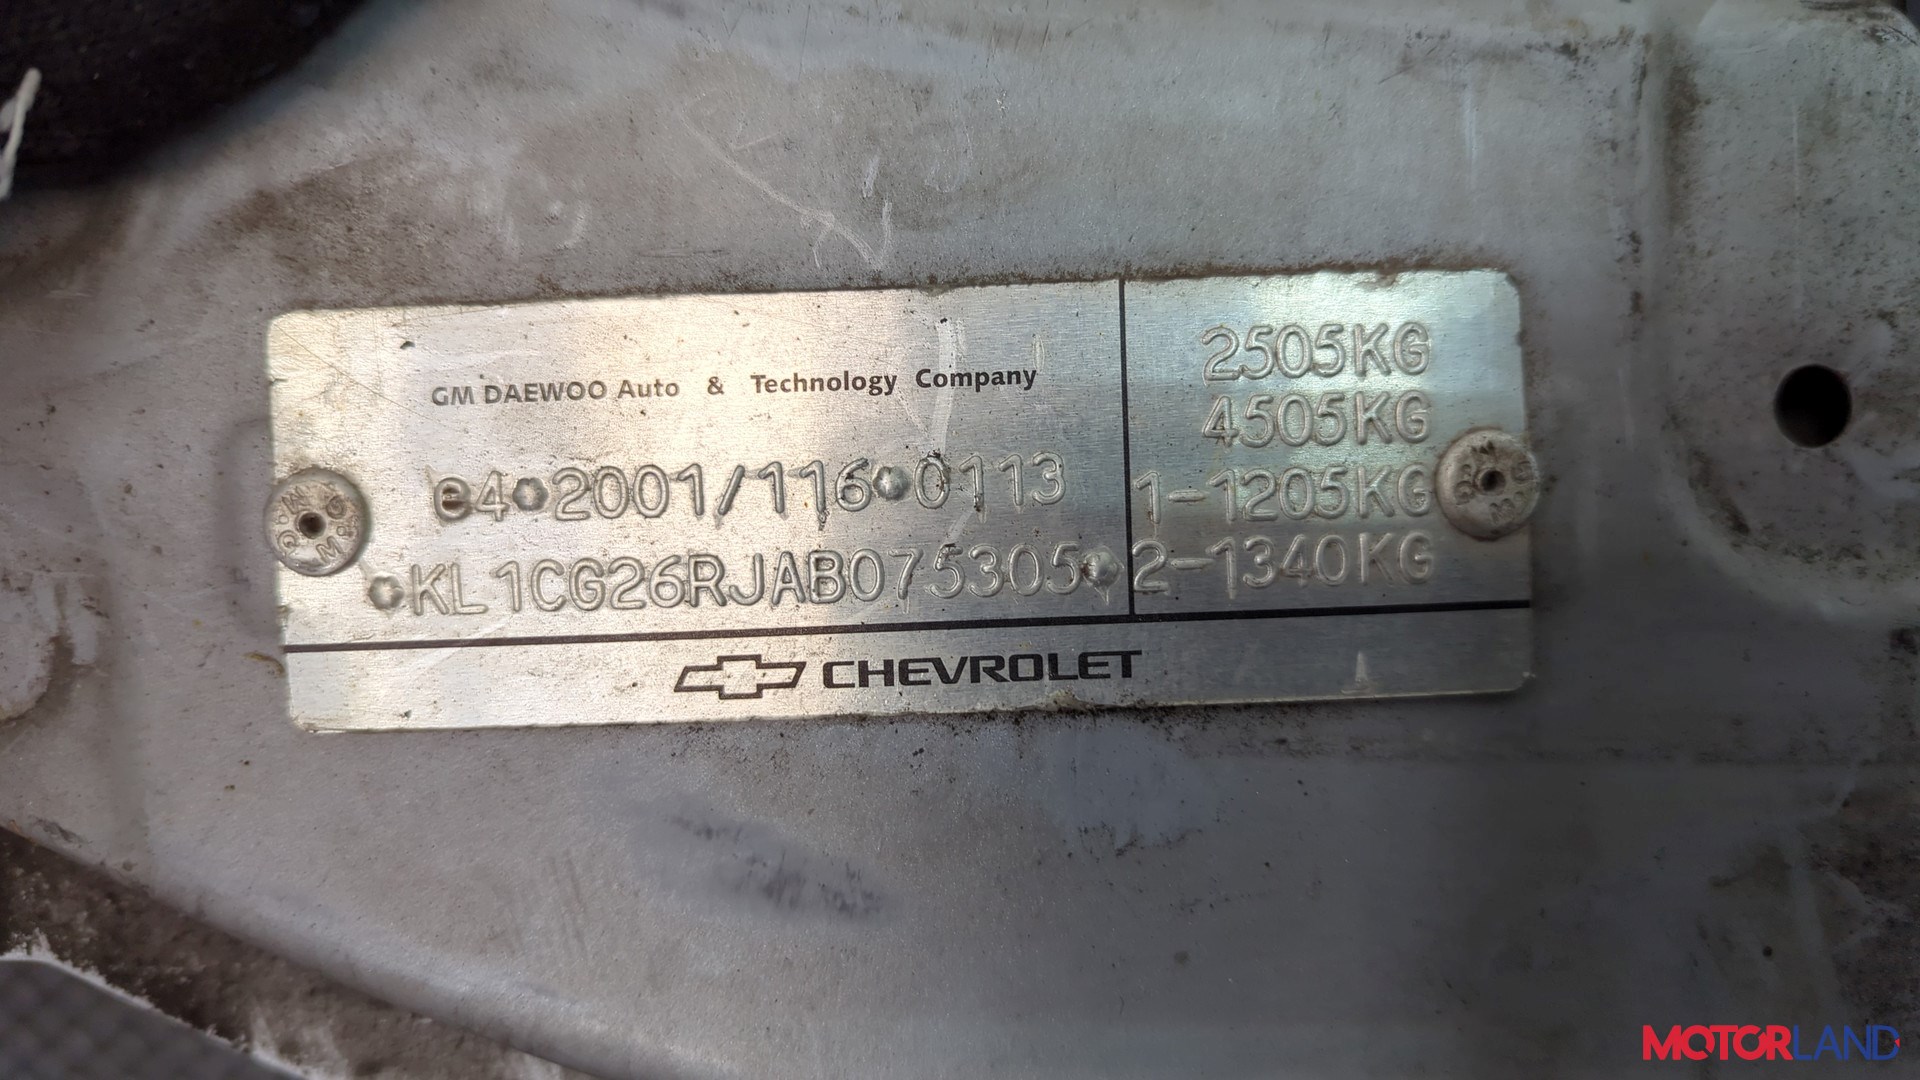 GM DAEWOO Auto & Technology Company
e4*2001/116*0113
*KL1CG26RJAB075305*
2505KG
4505KG
1-1205KG
2-1340KG
CHEVROLET
MOTORLAND